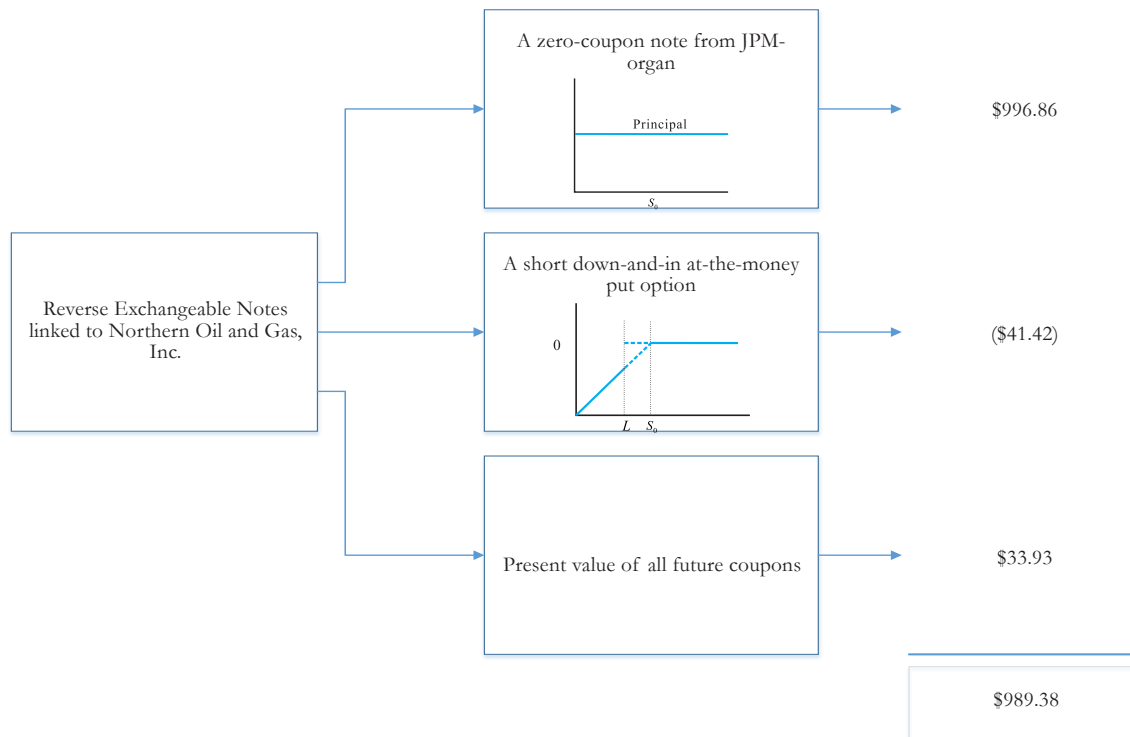 A zero-coupon note from JPM-
organ
Principal
S₀
$996.86
Reverse Exchangeable Notes
linked to Northern Oil and Gas,
Inc.
A short down-and-in at-the-money
put option
0
L S₀
($41.42)
Present value of all future coupons
$33.93
$989.38